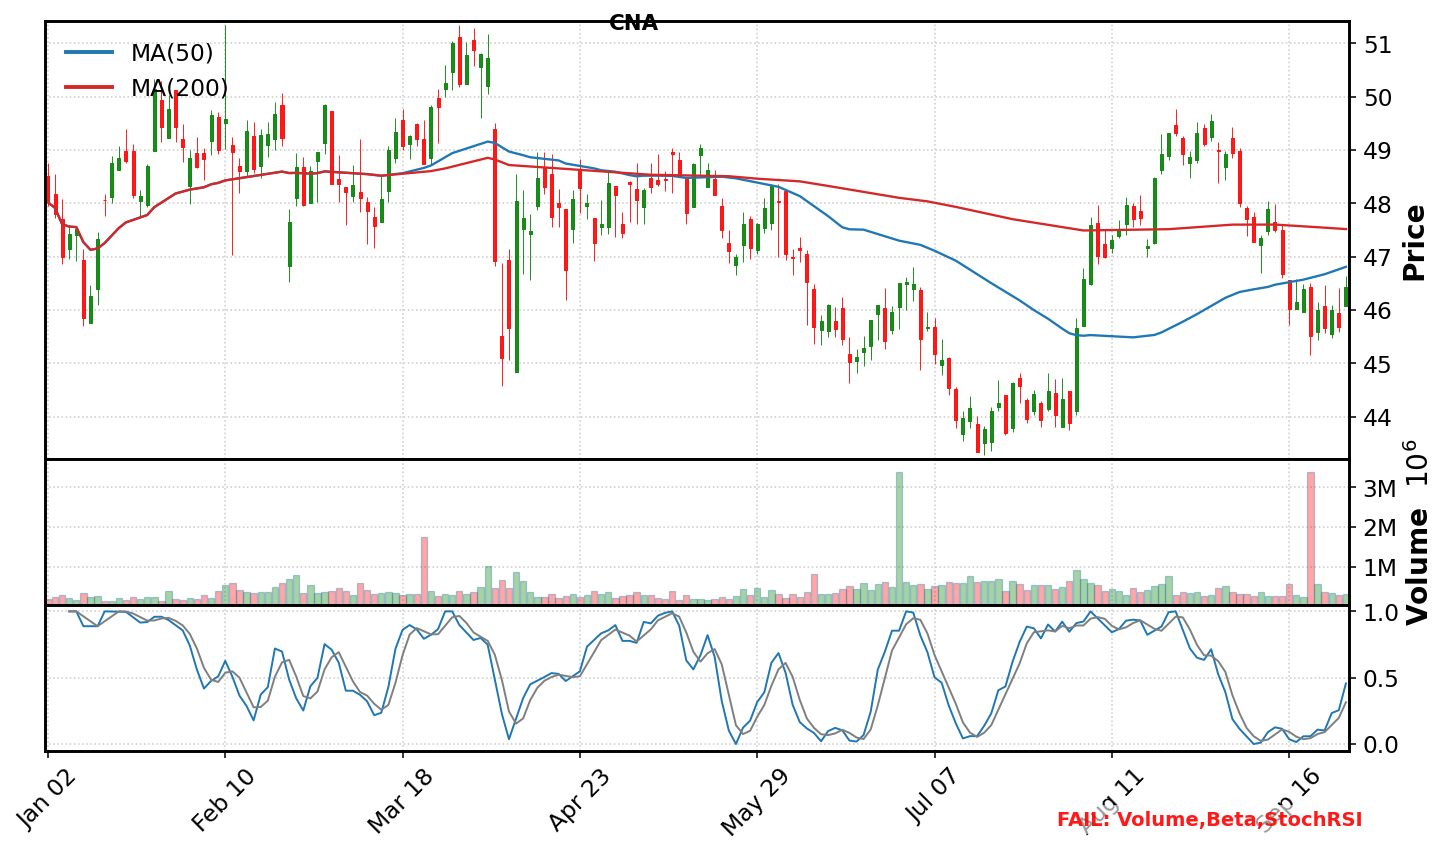 CNA
MA(50)
MA(200)
51
50
49
48
47
46
45
44
Price
10^6
3M
2M
1M
Volume
1.0
0.5
0.0
Jan 02
Feb 10
Mar 18
Apr 23
May 29
Jul 07
Aug 11
Sep 16
FAIL: Volume,Beta,StochRSI